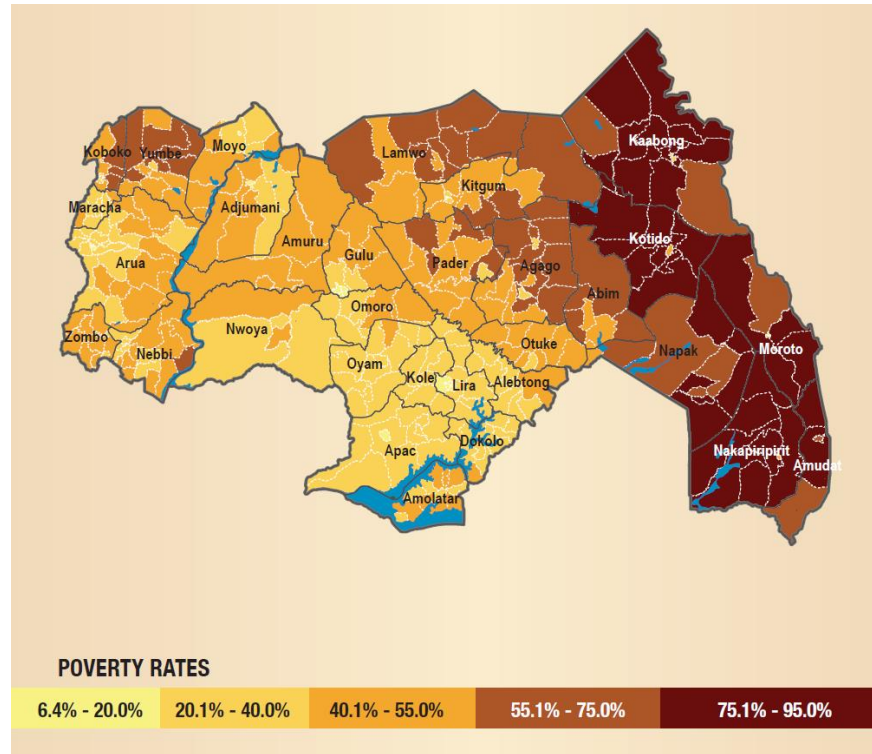 Kaabong
Koboko
Yumbe
Moyo
Lamwo
Kitgum
Maracha
Adjumani
Amuru
Kotido
Arua
Gulu
Pader
Agago
Abim
Omoro
Nwoya
Zombo
Nebbi
Otuke
Napak
Moroto
Oyam
Kole
Lira
Alebtong
Apac
Dokolo
Nakapiripirit
Amudat
Amolatar
POVERTY RATES
6.4% - 20.0% 20.1% - 40.0% 40.1% - 55.0% 55.1% - 75.0% 75.1% - 95.0%